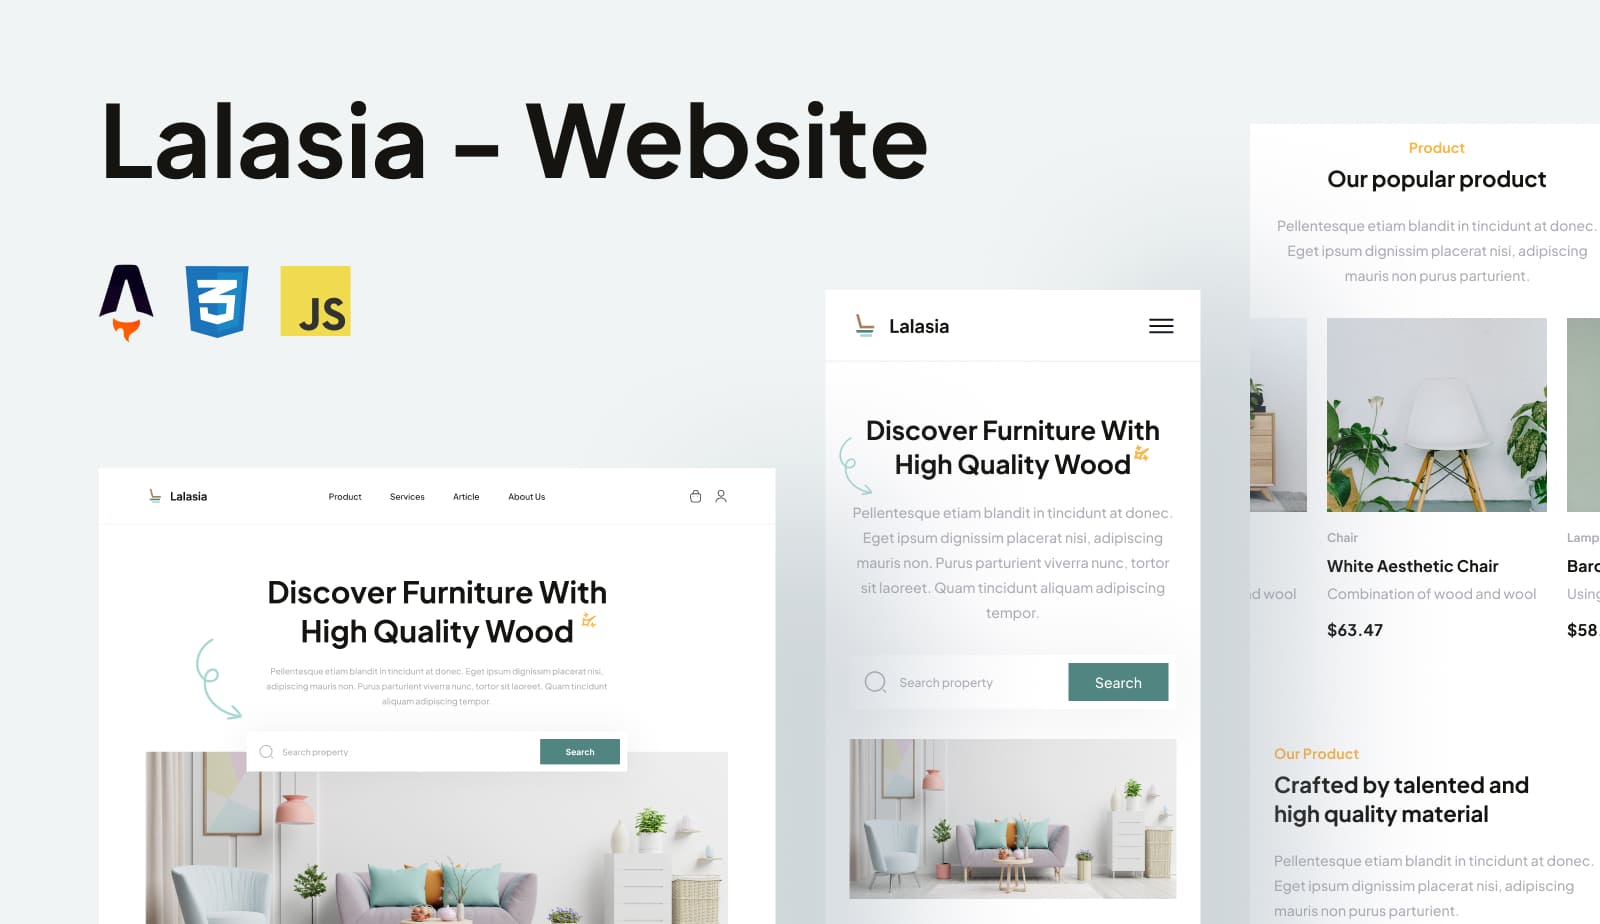 Lalasia – Website
3
JS
Lalasia
Product
Services
Article
About Us
Discover Furniture With
High Quality Wood
Pellentesque etiam blandit in tincidunt at donec. Eget ipsum dignissim placerat nisi,
adipiscing mauris non. Purus parturient viverra nunc, tortor sit laoreet. Quam tincidunt
aliquam adipiscing tempor.
Search property
Search
Lalasia
Discover Furniture With
High Quality Wood
Pellentesque etiam blandit in tincidunt at donec.
Eget ipsum dignissim placerat nisi, adipiscing
mauris non. Purus parturient viverra nunc, tortor
sit laoreet. Quam tincidunt aliquam adipiscing
tempor.
Search property
Search
Product
Our popular product
Pellentesque etiam blandit in tincidunt at donec.
Eget ipsum dignissim placerat nisi, adipiscing
mauris non purus parturient.
wool
Chair
White Aesthetic Chair
Combination of wood and wool
$63.47
Lamp
Using
$58.
Our Product
Crafted by talented and
high quality material
Pellentesque etiam blandit in tincidunt at donec.
Eget ipsum dignissim placerat nisi, adipiscing
mauris non purus parturient.